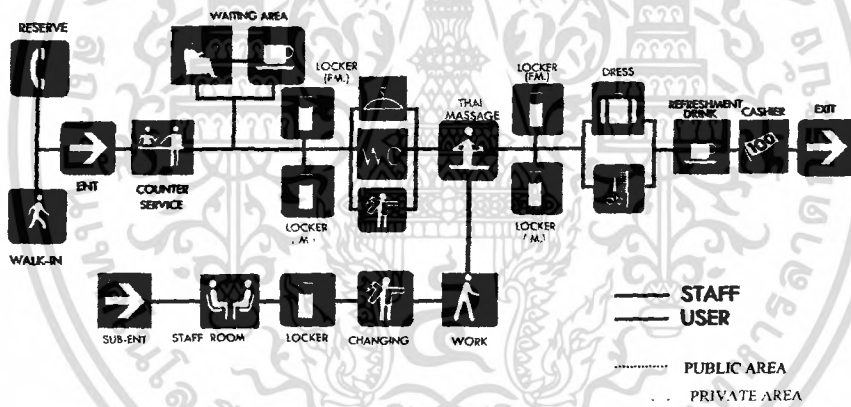 RESERVE
WAITING AREA
LOCKER
(F.M.)
LOCKER
(F.M.)
DRESS
THAI
MASSAGE
REFRESHMENT
DRINK
CASHIER
EXIT
WC
100
ENT
COUNTER
SERVICE
LOCKER
(M.)
LOCKER
(M.)
WALK-IN
SUB-ENT
STAFF ROOM
LOCKER
CHANGING
WORK
STAFF
USER
PUBLIC AREA
PRIVATE AREA